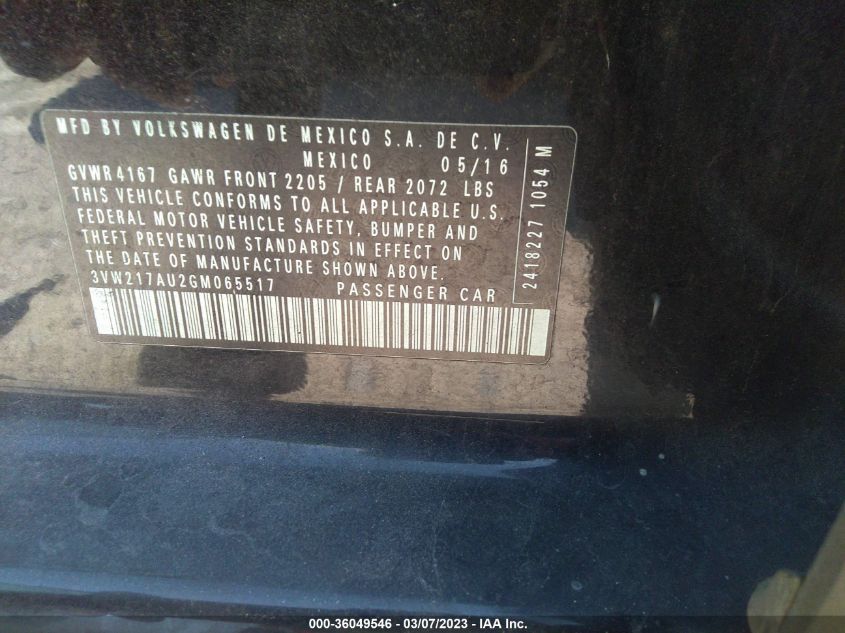 MFD BY VOLKSWAGEN DE MEXICO S.A. DE C.V.
MEXICO 05/16
GVWR 4167 GAWR FRONT 2205 / REAR 2072 LBS
THIS VEHICLE CONFORMS TO ALL APPLICABLE U.S.
FEDERAL MOTOR VEHICLE SAFETY, BUMPER AND
THEFT PREVENTION STANDARDS IN EFFECT ON
THE DATE OF MANUFACTURE SHOWN ABOVE.
3VW217AU2GM065517 PASSENGER CAR
2418227 1054 M
000-36049546 — 03/07/2023 — IAA Inc.